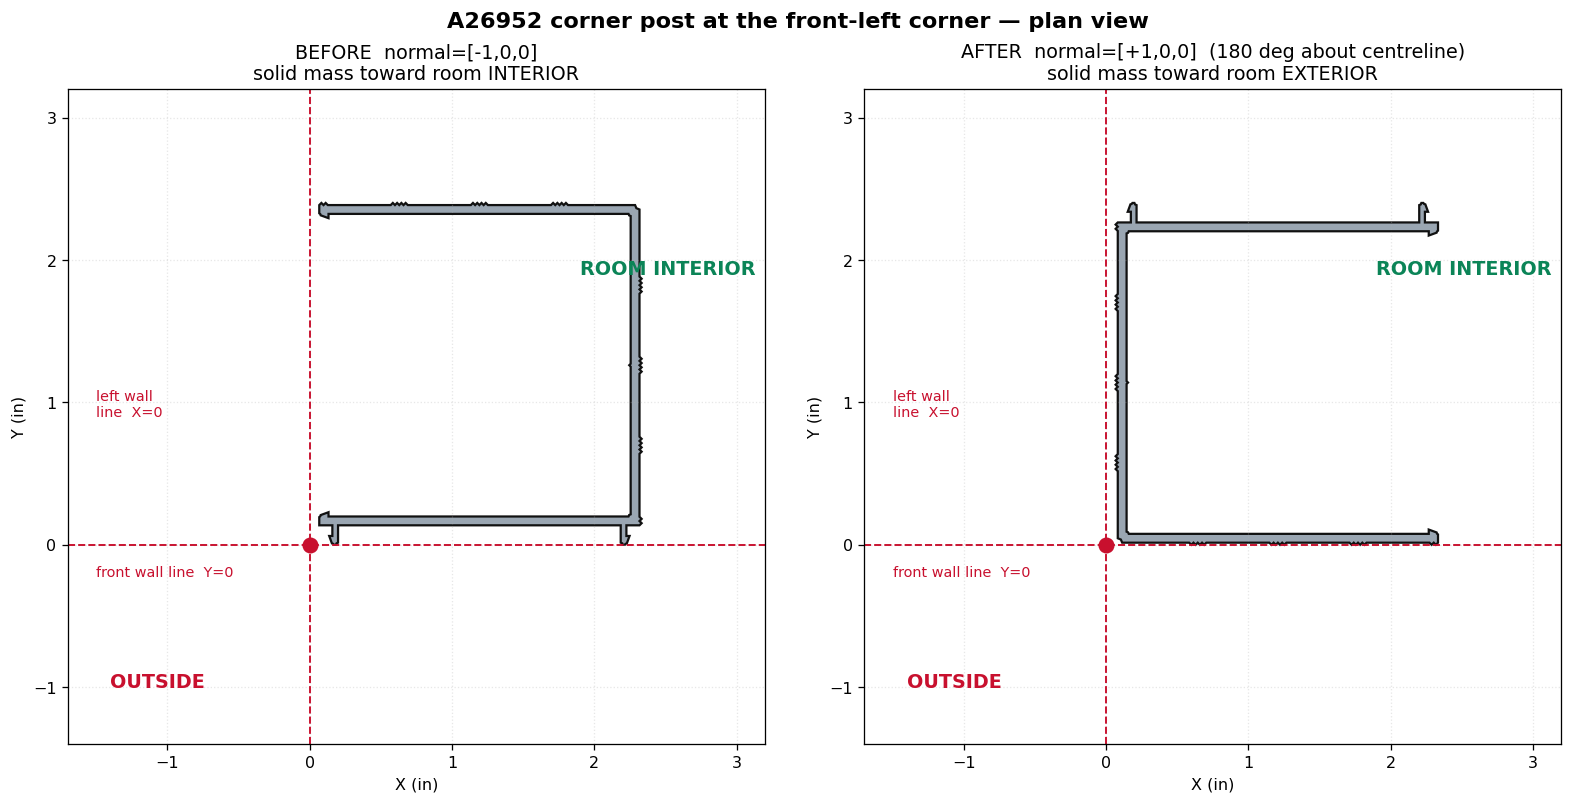 A26952 corner post at the front-left corner — plan view
BEFORE  normal=[-1,0,0]
solid mass toward room INTERIOR
3
2
1
0
−1
Y (in)
ROOM INTERIOR
left wall
line  X=0
front wall line  Y=0
OUTSIDE
−1
0
1
2
3
X (in)
AFTER  normal=[+1,0,0]  (180 deg about centreline)
solid mass toward room EXTERIOR
3
2
1
0
−1
Y (in)
ROOM INTERIOR
left wall
line  X=0
front wall line  Y=0
OUTSIDE
−1
0
1
2
3
X (in)